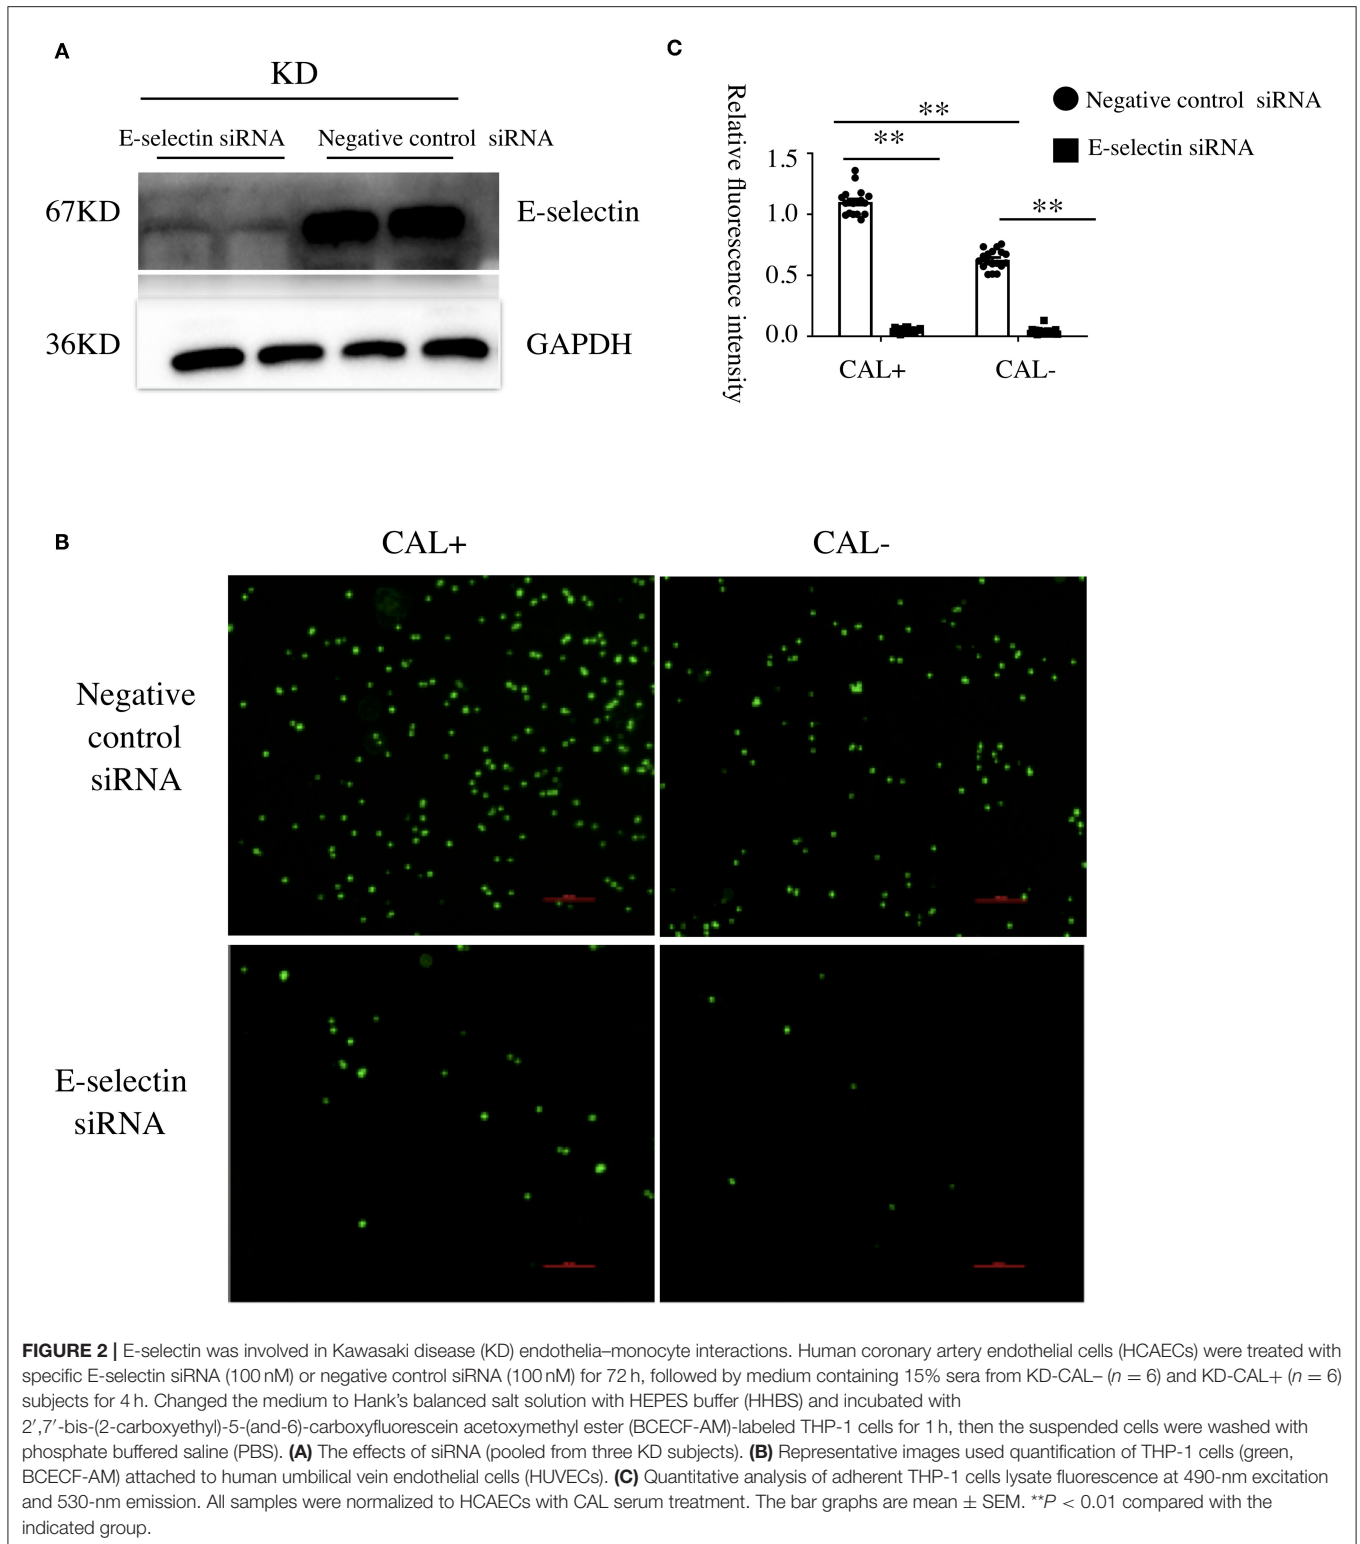 A
KD
E-selectin siRNA
Negative control siRNA
67KD
E-selectin
36KD
GAPDH
C
Negative control siRNA
E-selectin siRNA
**
**
**
Relative fluorescence intensity
1.5
1.0
0.5
0.0
CAL+
CAL-
B
CAL+
CAL-
Negative
control
siRNA
E-selectin
siRNA
FIGURE 2 | E-selectin was involved in Kawasaki disease (KD) endothelia–monocyte interactions. Human coronary artery endothelial cells (HCAECs) were treated with
specific E-selectin siRNA (100 nM) or negative control siRNA (100 nM) for 72 h, followed by medium containing 15% sera from KD-CAL– (n = 6) and KD-CAL+ (n = 6)
subjects for 4 h. Changed the medium to Hank's balanced salt solution with HEPES buffer (HHBS) and incubated with
2′,7′-bis-(2-carboxyethyl)-5-(and-6)-carboxyfluorescein acetoxymethyl ester (BCECF-AM)-labeled THP-1 cells for 1 h, then the suspended cells were washed with
phosphate buffered saline (PBS). (A) The effects of siRNA (pooled from three KD subjects). (B) Representative images used quantification of THP-1 cells (green,
BCECF-AM) attached to human umbilical vein endothelial cells (HUVECs). (C) Quantitative analysis of adherent THP-1 cells lysate fluorescence at 490-nm excitation
and 530-nm emission. All samples were normalized to HCAECs with CAL serum treatment. The bar graphs are mean ± SEM. **P < 0.01 compared with the
indicated group.